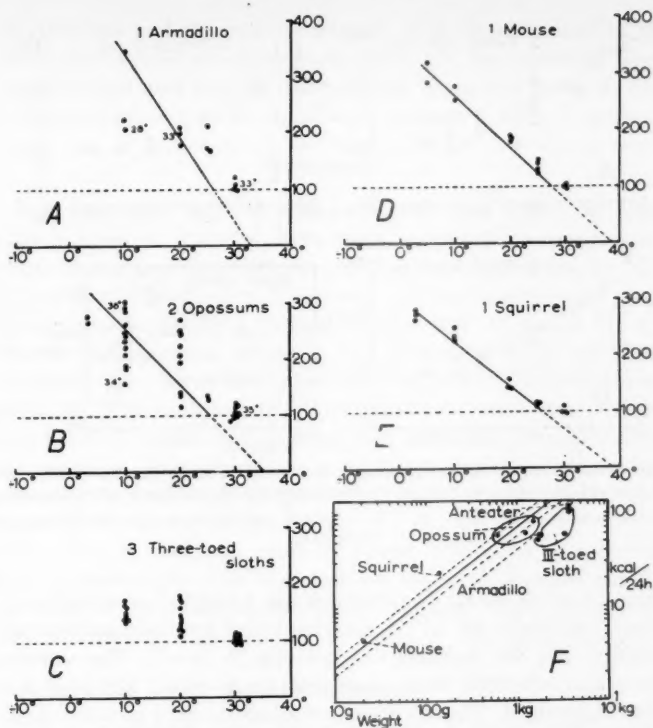 1 Armadillo
400
300
200
100
28°
33°
33°
A
-10° 0° 10° 20° 30° 40°
1 Mouse
400
300
200
100
D
-10° 0° 10° 20° 30° 40°
2 Opossums
300
200
100
34°
35°
B
-10° 0° 10° 20° 30° 40°
1 Squirrel
300
200
100
E
-10° 0° 10° 20° 30° 40°
3 Three-toed
sloths
300
200
100
C
-10° 0° 10° 20° 30° 40°
Anteater
Opossum
Squirrel
III-toed
sloth
Armadillo
Mouse
F
100
kcal/24h
10
1
10g 100g 1kg 10kg
Weight